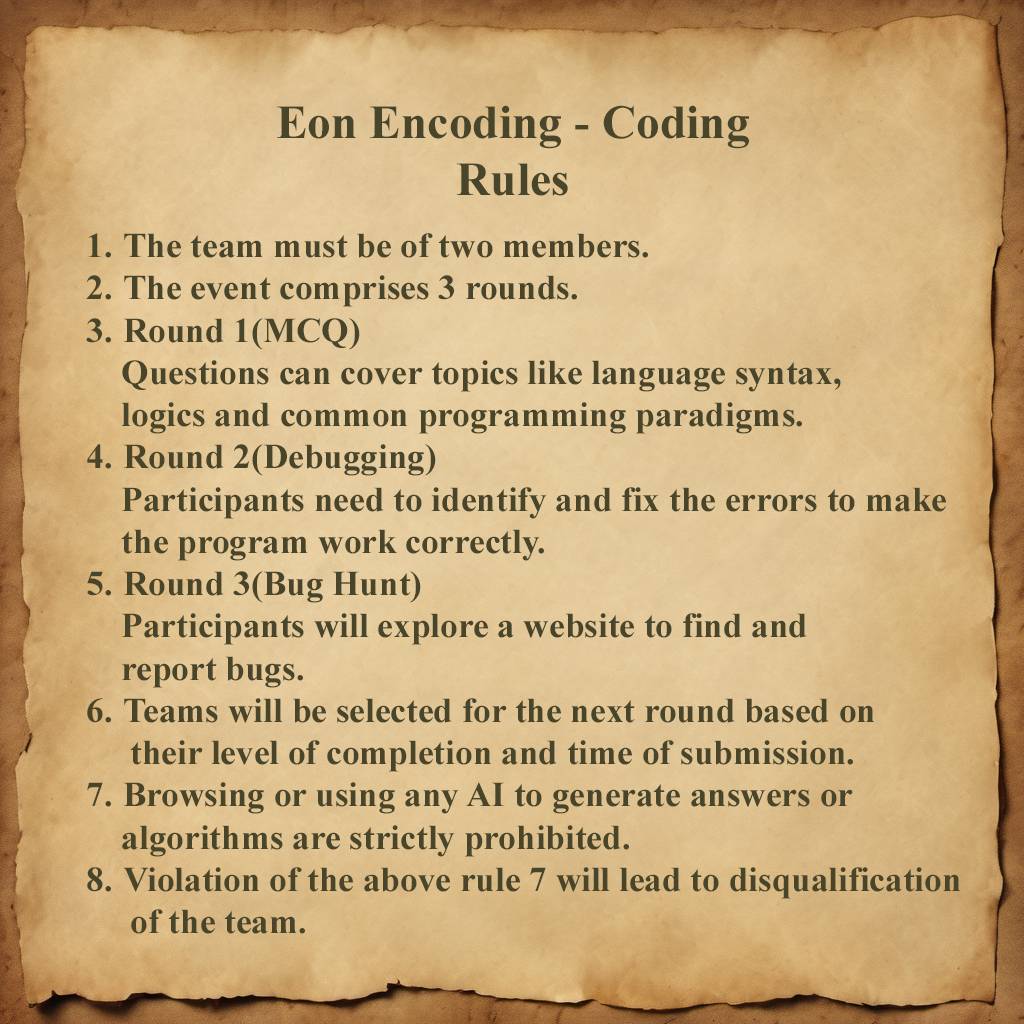 Eon Encoding - Coding
Rules
1. The team must be of two members.
2. The event comprises 3 rounds.
3. Round 1(MCQ)
Questions can cover topics like language syntax,
logics and common programming paradigms.
4. Round 2(Debugging)
Participants need to identify and fix the errors to make
the program work correctly.
5. Round 3(Bug Hunt)
Participants will explore a website to find and
report bugs.
6. Teams will be selected for the next round based on
their level of completion and time of submission.
7. Browsing or using any AI to generate answers or
algorithms are strictly prohibited.
8. Violation of the above rule 7 will lead to disqualification
of the team.